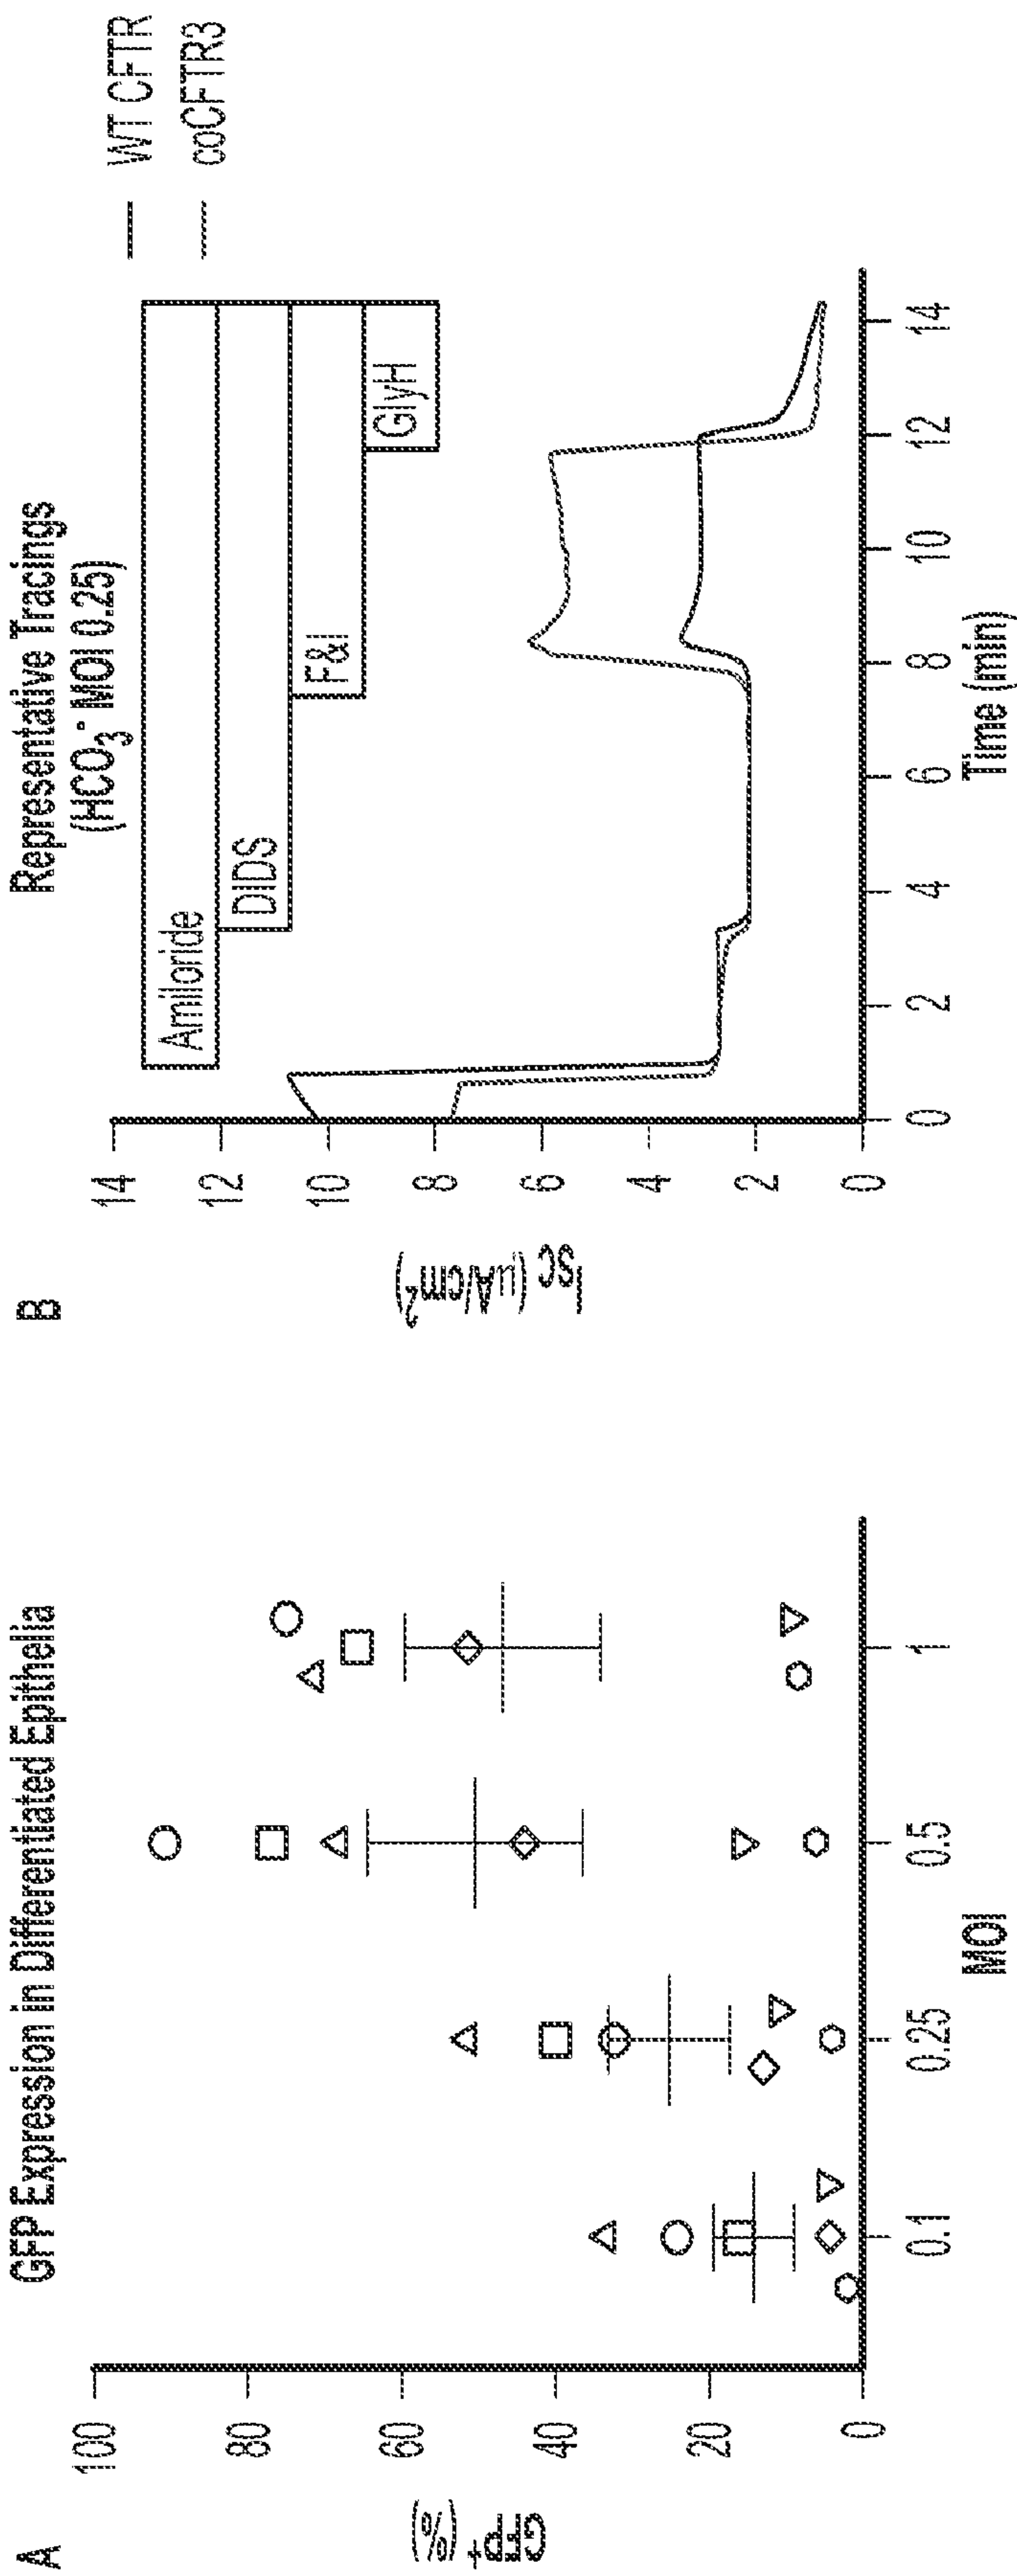 A
GFP Expression in Differentiated Epithelia
GFP+ (%)
100
80
60
40
20
0
0.1
0.25
0.5
1
MOI
B
Representative Tracings
(HCO3- MOI 0.25)
ISC (µA/cm2)
14
12
10
8
6
4
2
0
Amiloride
DIDS
F&I
GlyH
0
2
4
6
8
10
12
14
Time (min)
WT CFTR
coCFTR3